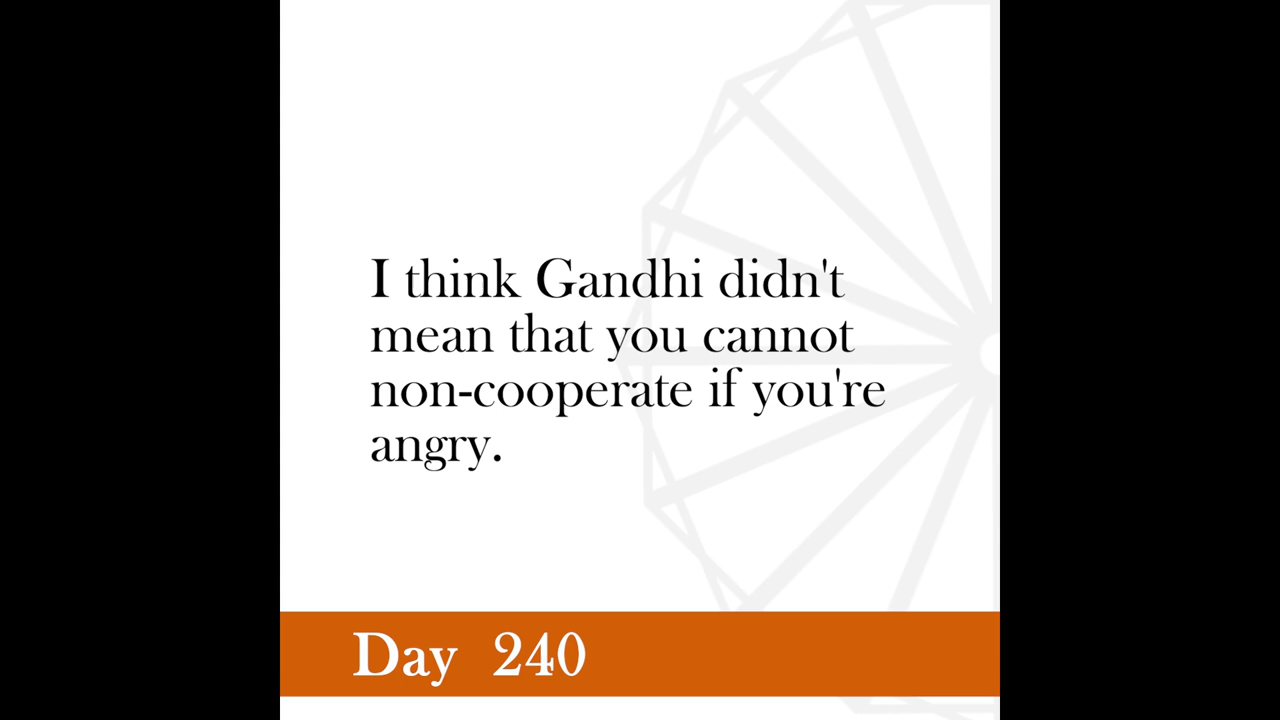 I think Gandhi didn't
mean that you cannot
non-cooperate if you're
angry.
Day 240